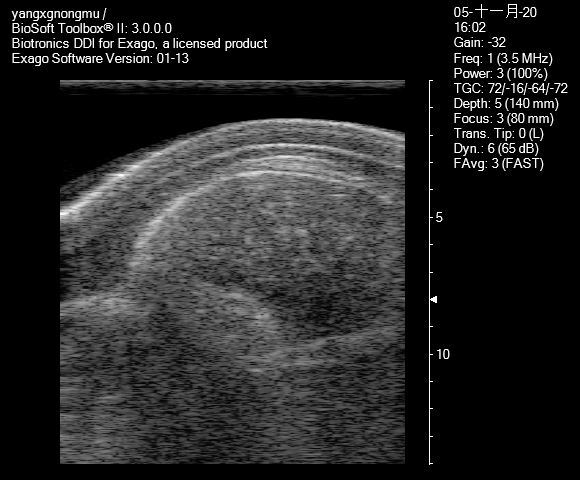 yangxgnongmu /
BioSoft Toolbox® II: 3.0.0.0
Biotronics DDI for Exago, a licensed product
Exago Software Version: 01-13
05-十一月-20
16:02
Gain: -32
Freq: 1 (3.5 MHz)
Power: 3 (100%)
TGC: 72/-16/-64/-72
Depth: 5 (140 mm)
Focus: 3 (80 mm)
Trans. Tip: 0 (L)
Dyn.: 6 (65 dB)
FAvg: 3 (FAST)
5
10